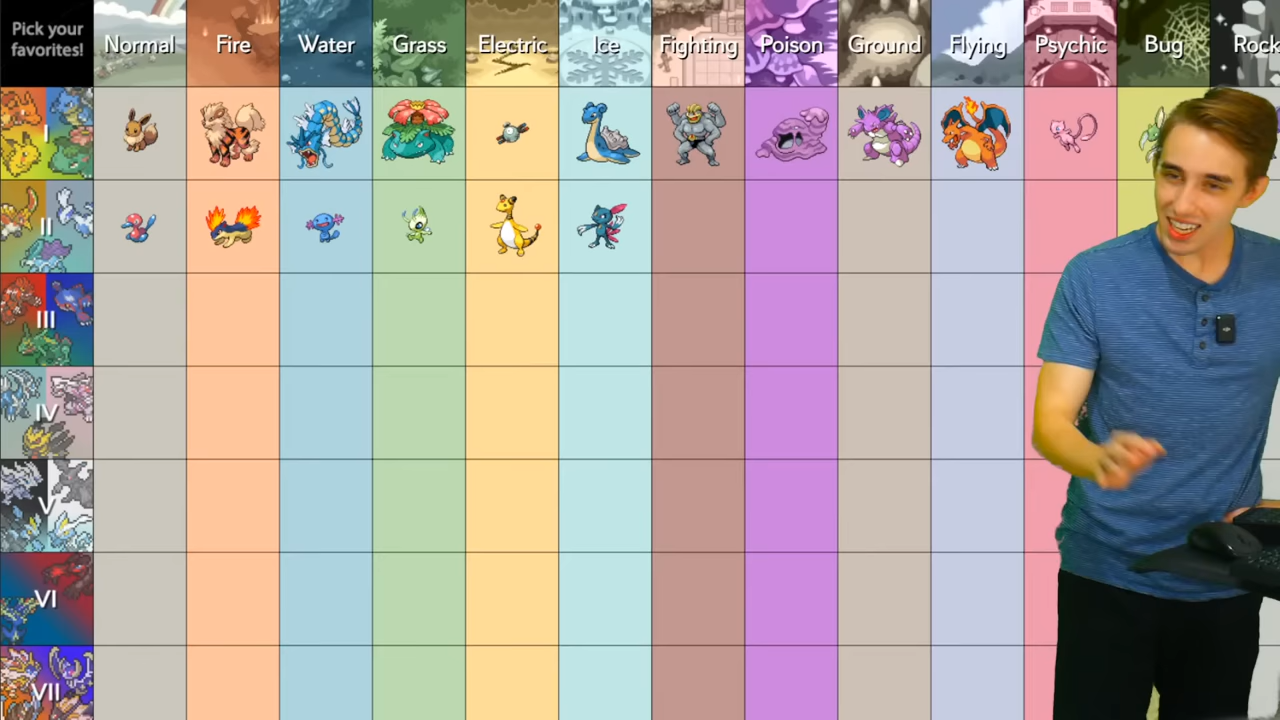 Pick your
favorites!
Normal
Fire
Water
Grass
Electric
Ice
Fighting
Poison
Ground
Flying
Psychic
Bug
Rock
I
II
III
IV
V
VI
VII